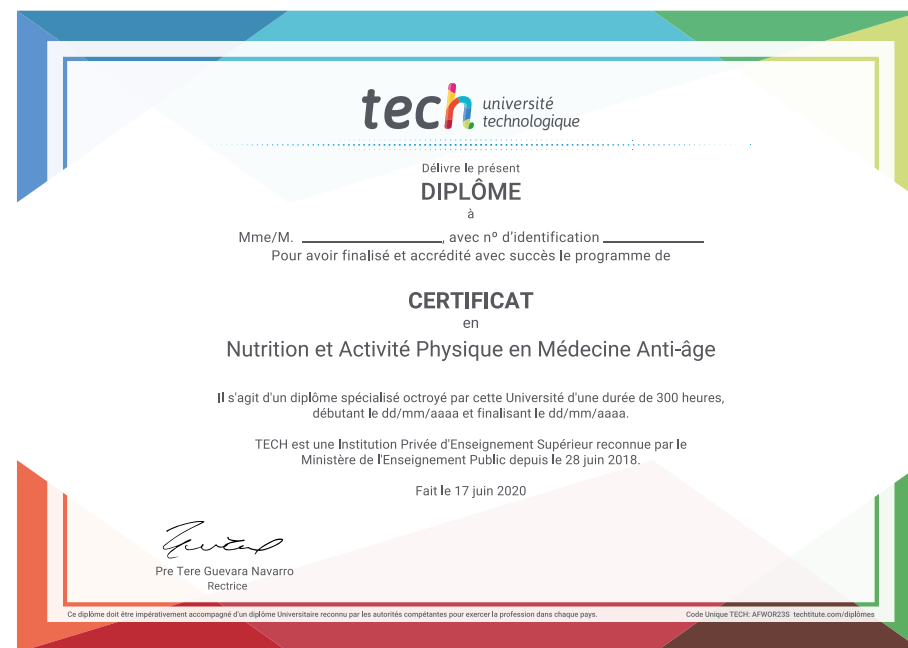 tech université
technologique
Délivre le présent
DIPLÔME
à
Mme/M. ____________________, avec nº d'identification ______________
Pour avoir finalisé et accrédité avec succès le programme de
CERTIFICAT
en
Nutrition et Activité Physique en Médecine Anti-âge
Il s'agit d'un diplôme spécialisé octroyé par cette Université d'une durée de 300 heures,
débutant le dd/mm/aaaa et finalisant le dd/mm/aaaa.
TECH est une Institution Privée d'Enseignement Supérieur reconnue par le
Ministère de l'Enseignement Public depuis le 28 juin 2018.
Fait le 17 juin 2020
Pre Tere Guevara Navarro
Rectrice
Ce diplôme doit être impérativement accompagné d'un diplôme Universitaire reconnu par les autorités compétentes pour exercer la profession dans chaque pays.
Code Unique TECH: AFWOR23S techtitute.com/diplômes